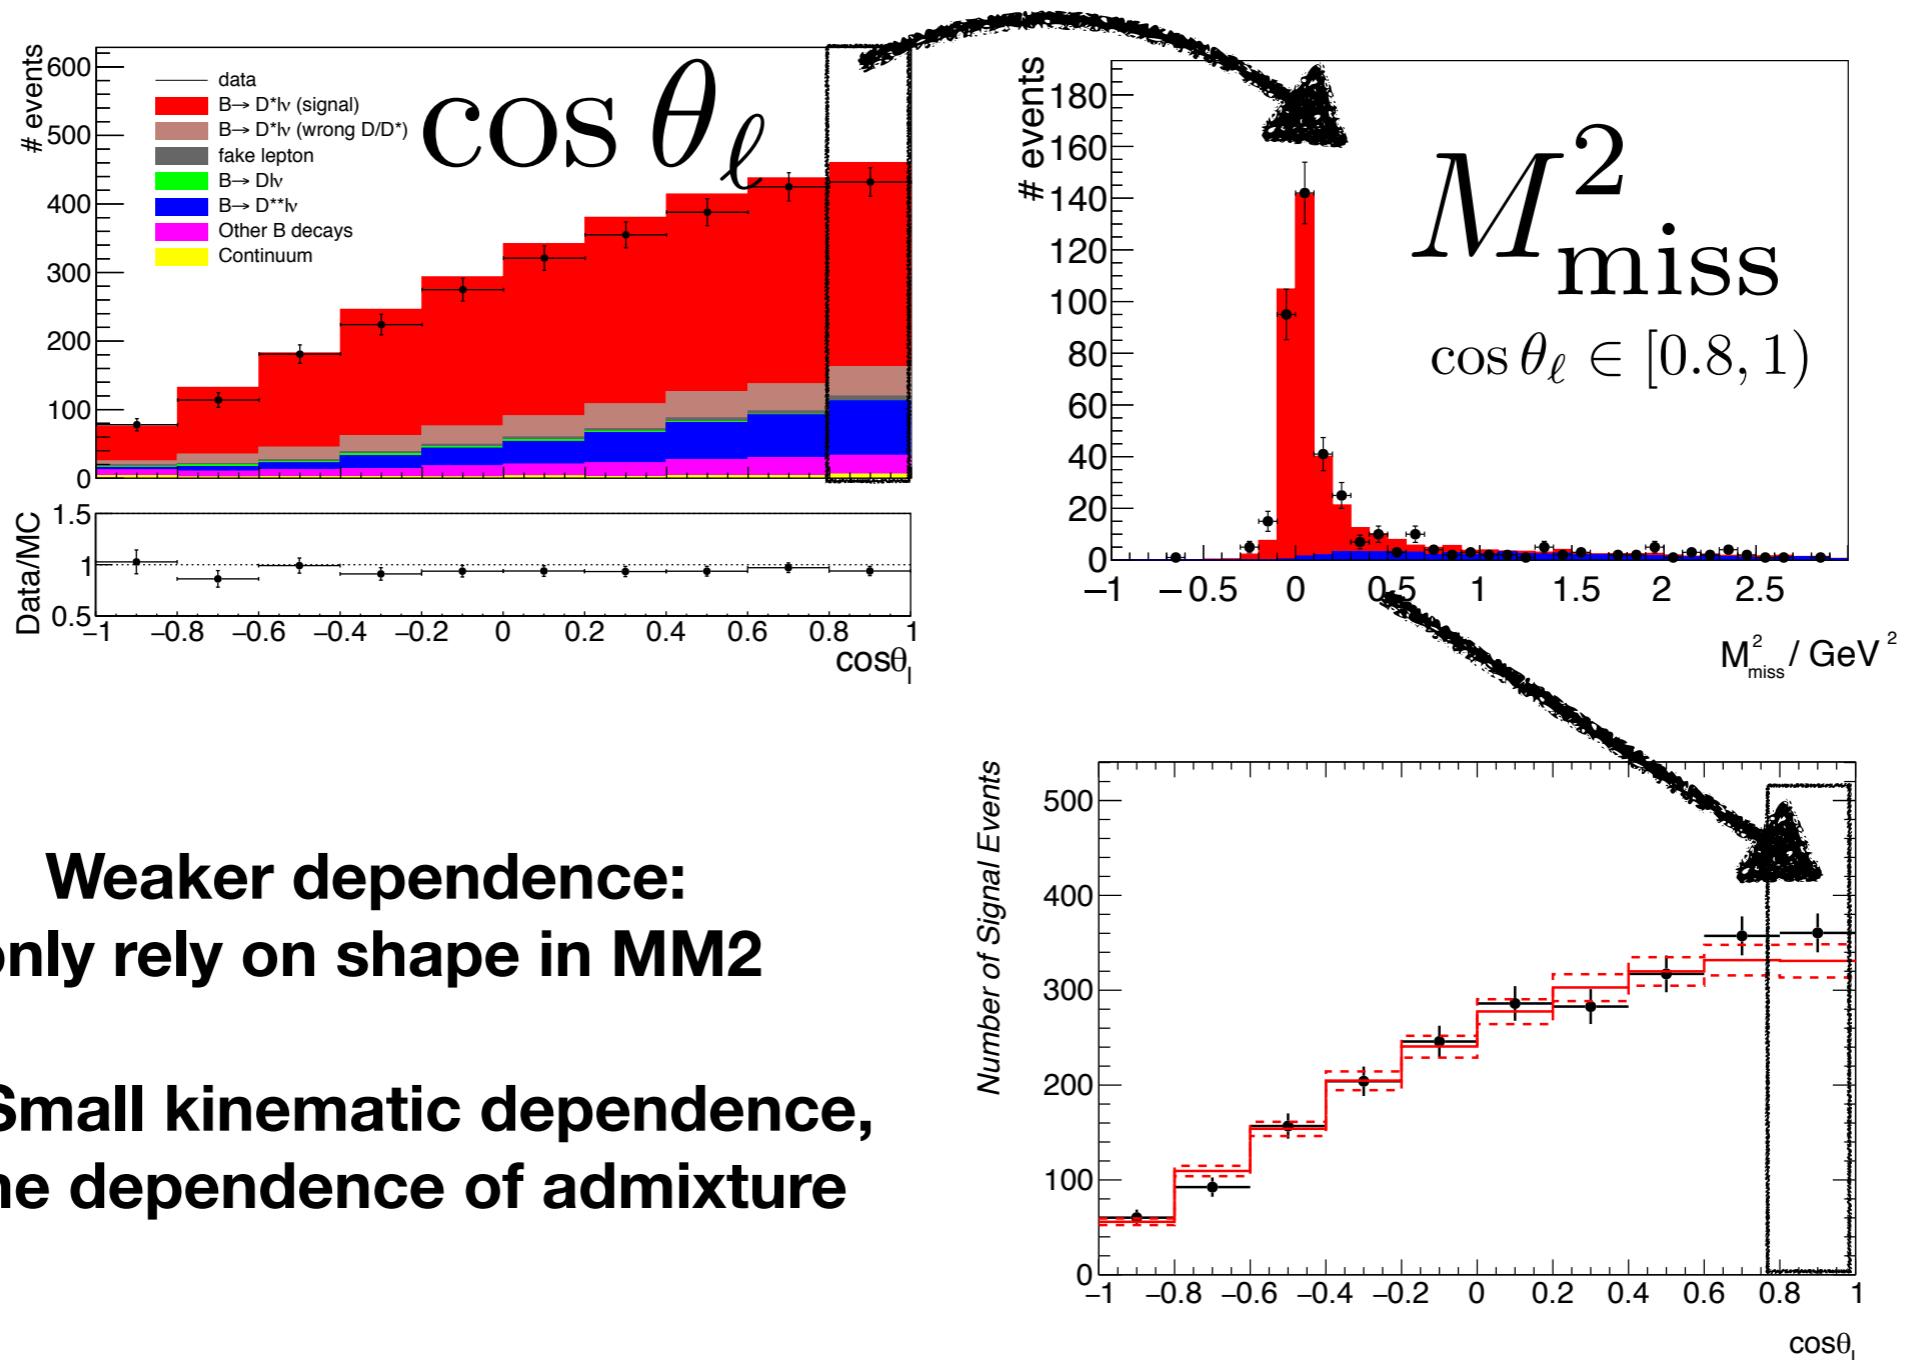 # events
600
500
400
300
200
100
0
data
B→ D*lν (signal)
B→ D*lν (wrong D/D*)
fake lepton
B→ Dlν
B→ D**lν
Other B decays
Continuum
cos θℓ
Data/MC
1.5
1
0.5
−1 −0.8 −0.6 −0.4 −0.2 0 0.2 0.4 0.6 0.8 1
cosθl
# events
180
160
140
120
100
80
60
40
20
0
M²miss
cos θℓ ∈ [0.8, 1)
−1 −0.5 0 0.5 1 1.5 2 2.5
M²miss / GeV²
Weaker dependence:
only rely on shape in MM2
Small kinematic dependence,
ne dependence of admixture
Number of Signal Events
500
400
300
200
100
0
−1 −0.8 −0.6 −0.4 −0.2 0 0.2 0.4 0.6 0.8 1
cosθl